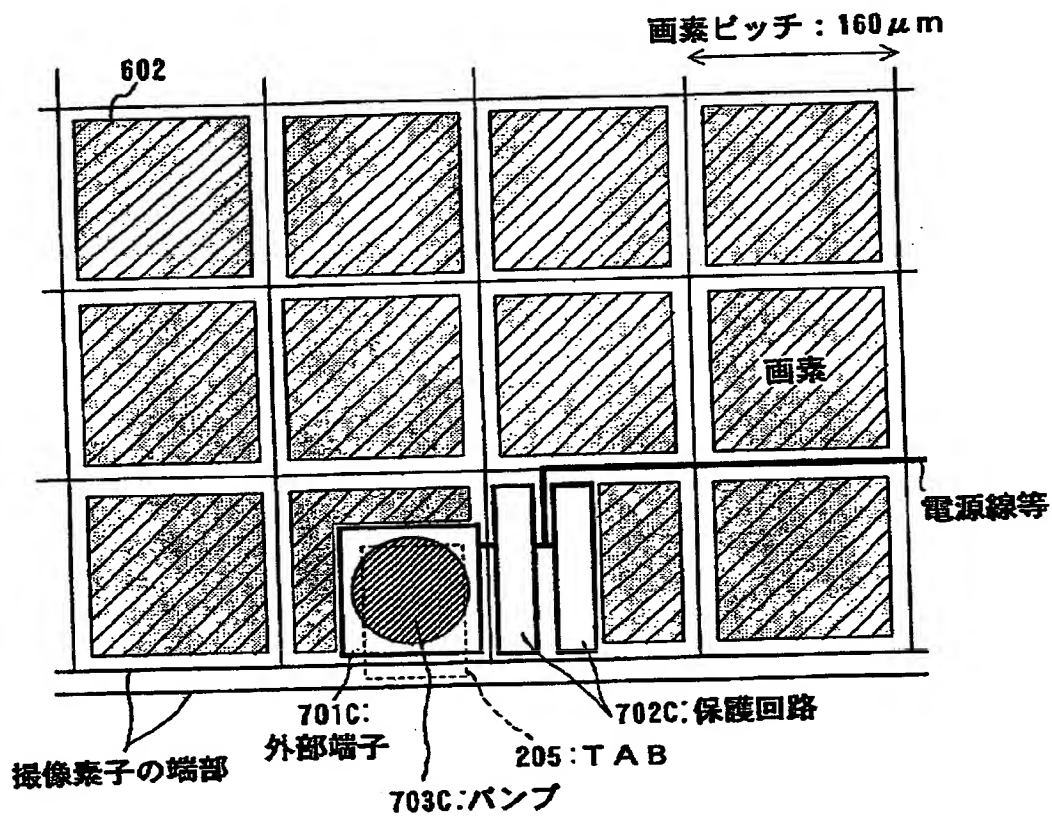 画素ピッチ：160μm
602
画素
電源線等
701C:
外部端子
702C:保護回路
205:TAB
撮像素子の端部
703C:バンプ